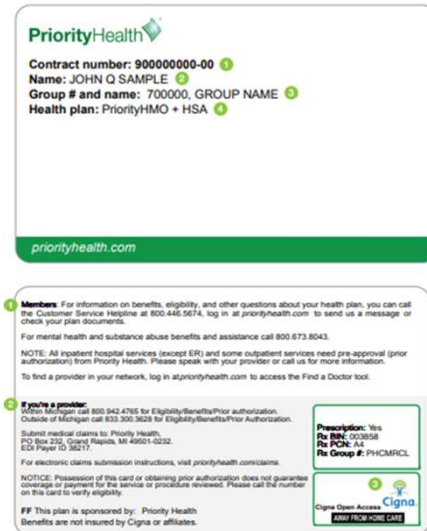 PriorityHealth
Contract number: 900000000-00 1
Name: JOHN Q SAMPLE 2
Group # and name: 700000, GROUP NAME 3
Health plan: PriorityHMO + HSA 4
priorityhealth.com
1 Members: For information on benefits, eligibility, and other questions about your health plan, you can call
the Customer Service Helpline at 800.446.5674, log in at priorityhealth.com to send us a message or
check your plan documents.
For mental health and substance abuse benefits and assistance call 800.673.8043.
NOTE: All inpatient hospital services (except ER) and some outpatient services need pre-approval (prior
authorization) from Priority Health. Please speak with your provider or call us for more information.
To find a provider in your network, log in atpriorityhealth.com to access the Find a Doctor tool.
2 If you're a provider:
Within Michigan call 800.942.4765 for Eligibility/Benefits/Prior authorization.
Outside of Michigan call 833.300.3628 for Eligibility/Benefits/Prior Authorization.
Submit medical claims to: Priority Health,
PO Box 232, Grand Rapids, MI 49501-0232.
EDI Payer ID 38217.
For electronic claims submission instructions, visit priorityhealth.com/claims.
NOTICE: Possession of this card or obtaining prior authorization does not guarantee
coverage or payment for the service or procedure reviewed. Please call the number
on this card to verify eligibility.
FF This plan is sponsored by: Priority Health
Benefits are not insured by Cigna or affiliates.
Prescription: Yes
Rx BIN: 003858
Rx PCN: A4
Rx Group #: PHCMRCL
3
Cigna Open Access Cigna.
AWAY FROM HOME CARE